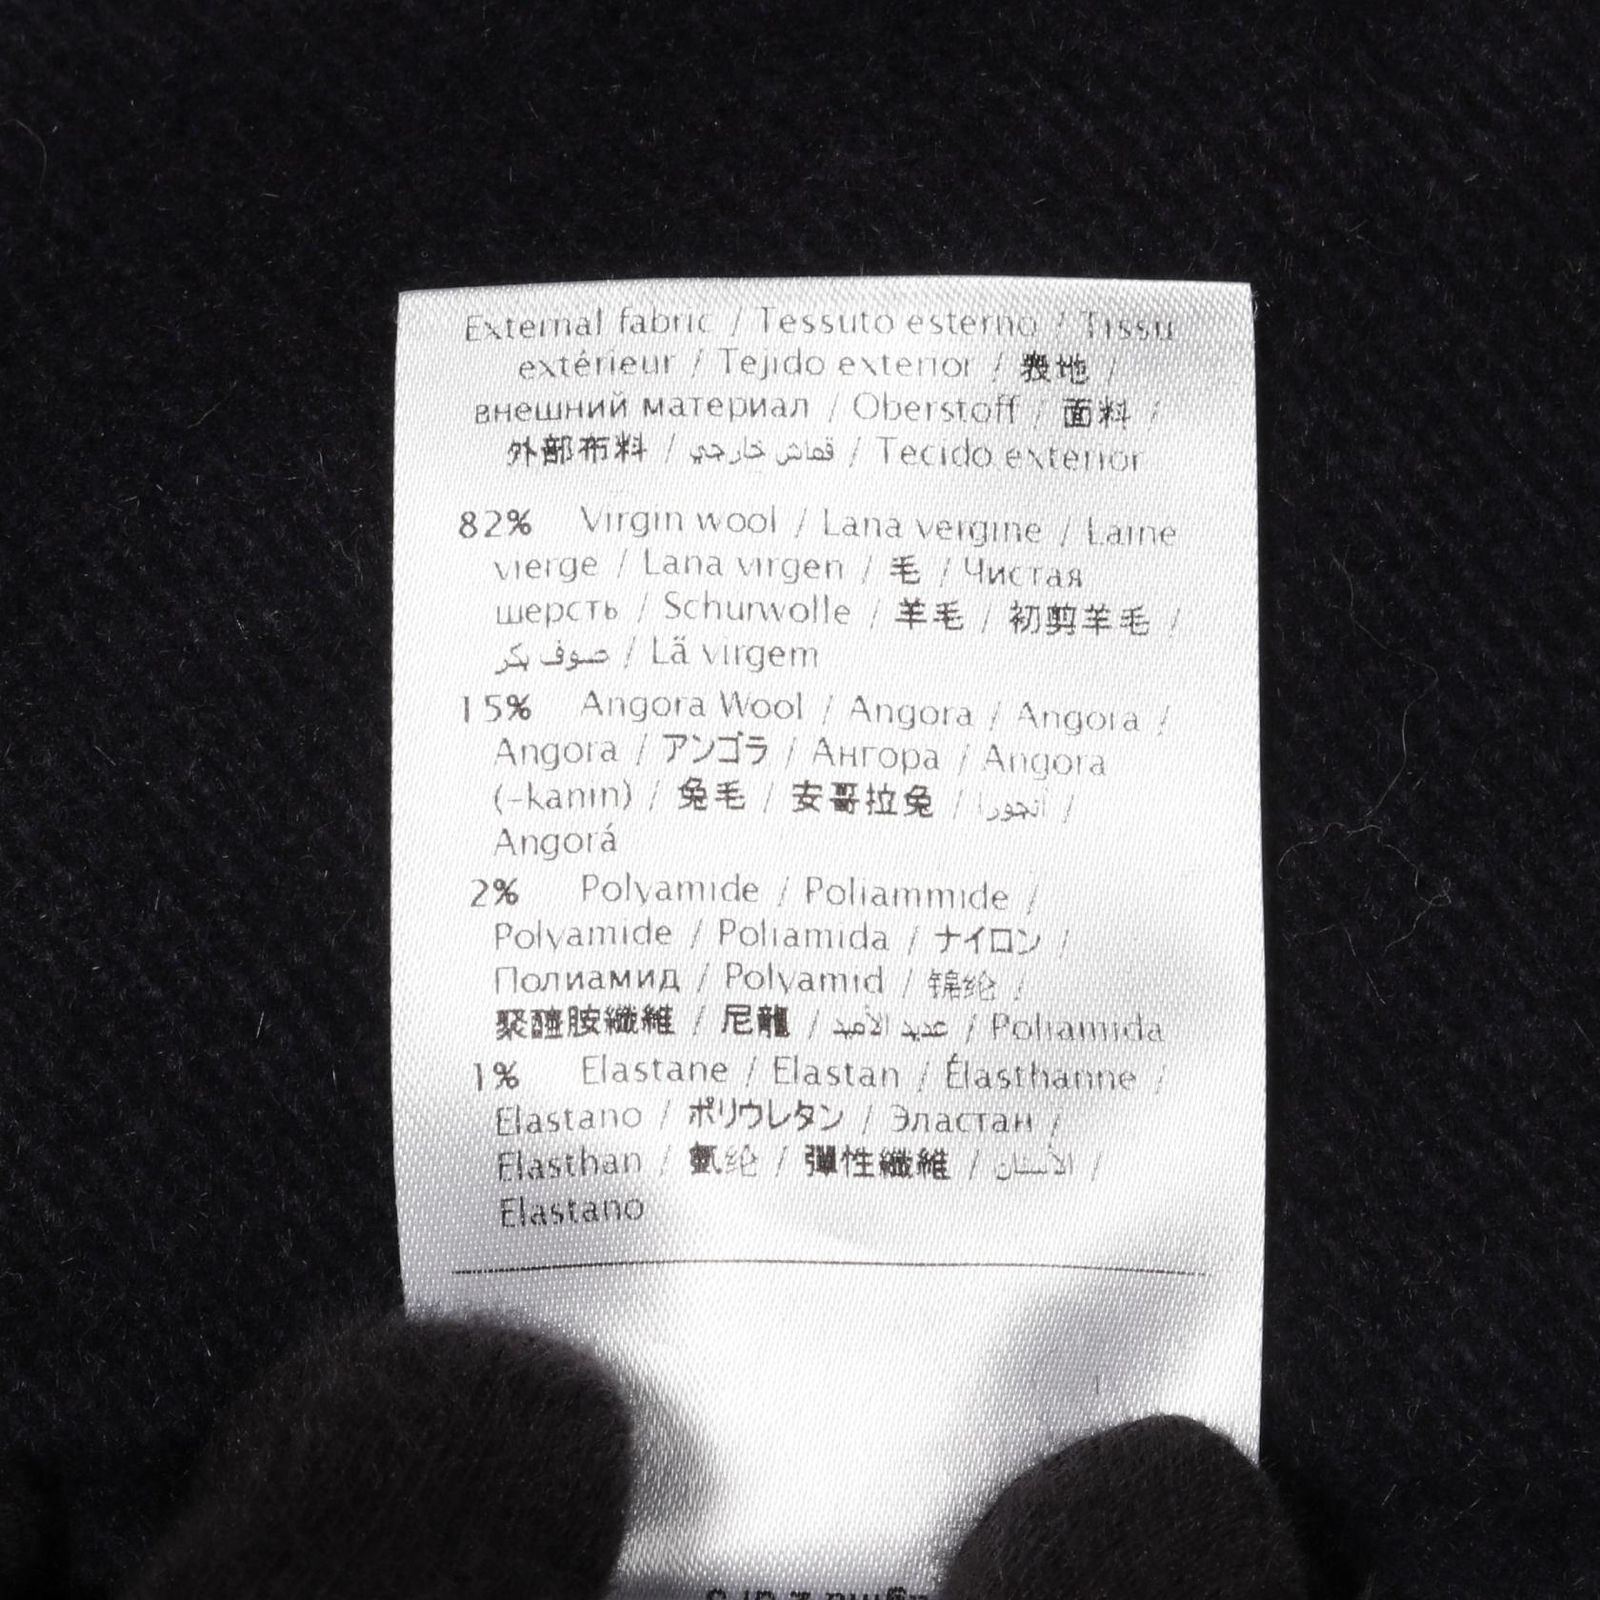 External fabric / Tessuto esterno / Tissu
extérieur / Tejido exterior / 表地 /
внешний материал / Oberstoff / 面料 /
外部布料 / قماش خارجي / Tecido exterior
82% Virgin wool / Lana vergine / Laine
vierge / Lana virgen / 毛 / Чистая
шерсть / Schurwolle / 羊毛 / 初剪羊毛 /
صوف بكر / Lã virgem
15% Angora Wool / Angora / Angora /
Angora / アンゴラ / Ангора / Angora
(-kanin) / 兔毛 / 安哥拉兔 / أنجورا /
Angorá
2% Polyamide / Poliammide /
Polyamide / Poliamida / ナイロン /
Полиамид / Polyamid / 锦纶 /
聚醯胺纖維 / 尼龍 / عديد الأميد / Poliamida
1% Elastane / Elastan / Élasthanne /
Elastano / ポリウレタン / Эластан /
Elasthan / 氨纶 / 彈性纖維 / الأستان /
Elastano